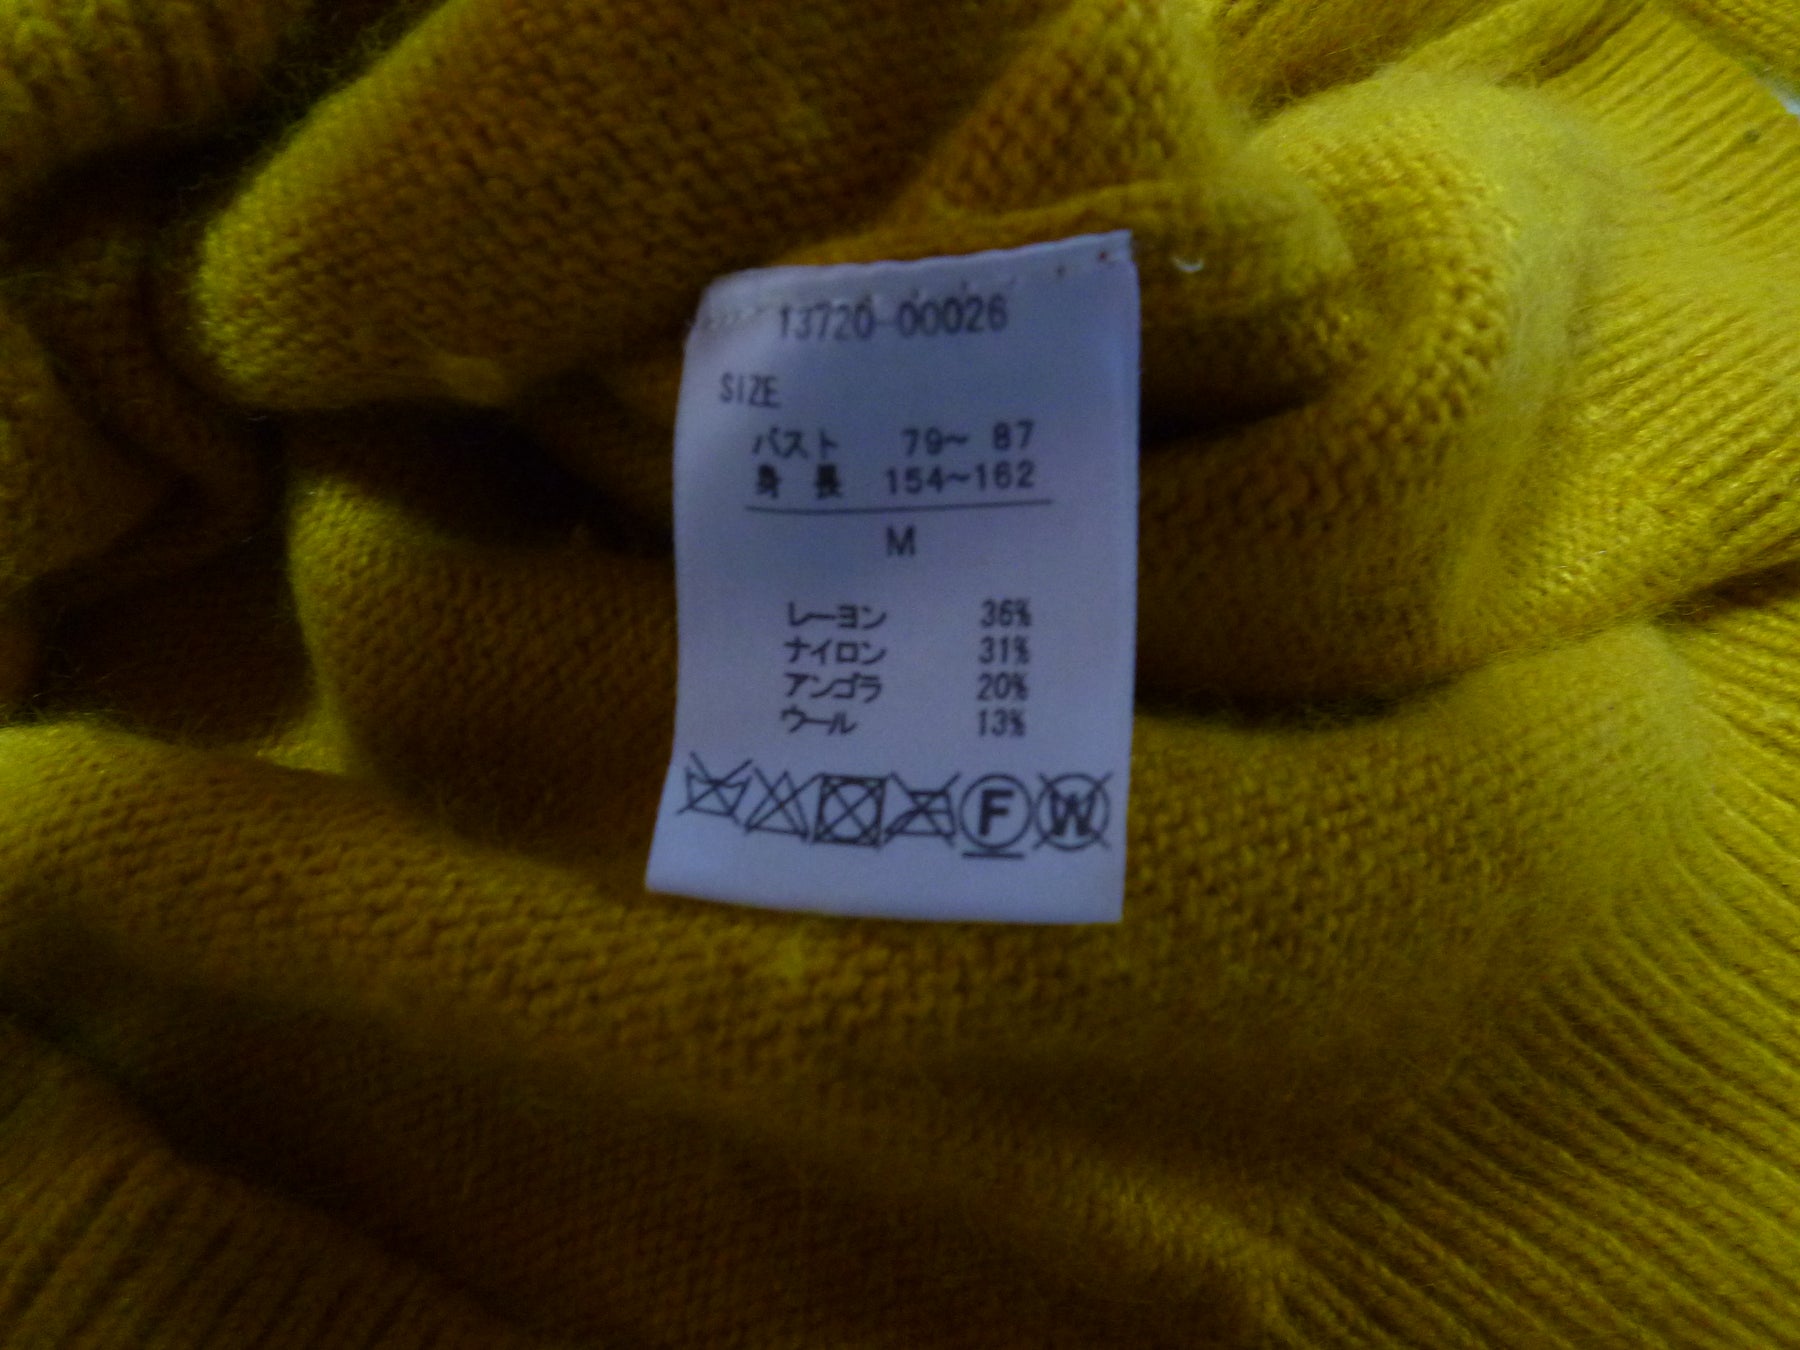 13720-00026
SIZE
バスト 79～ 87
身 長 154～162
M
レーヨン 36%
ナイロン 31%
アンゴラ 20%
ウール 13%
F W